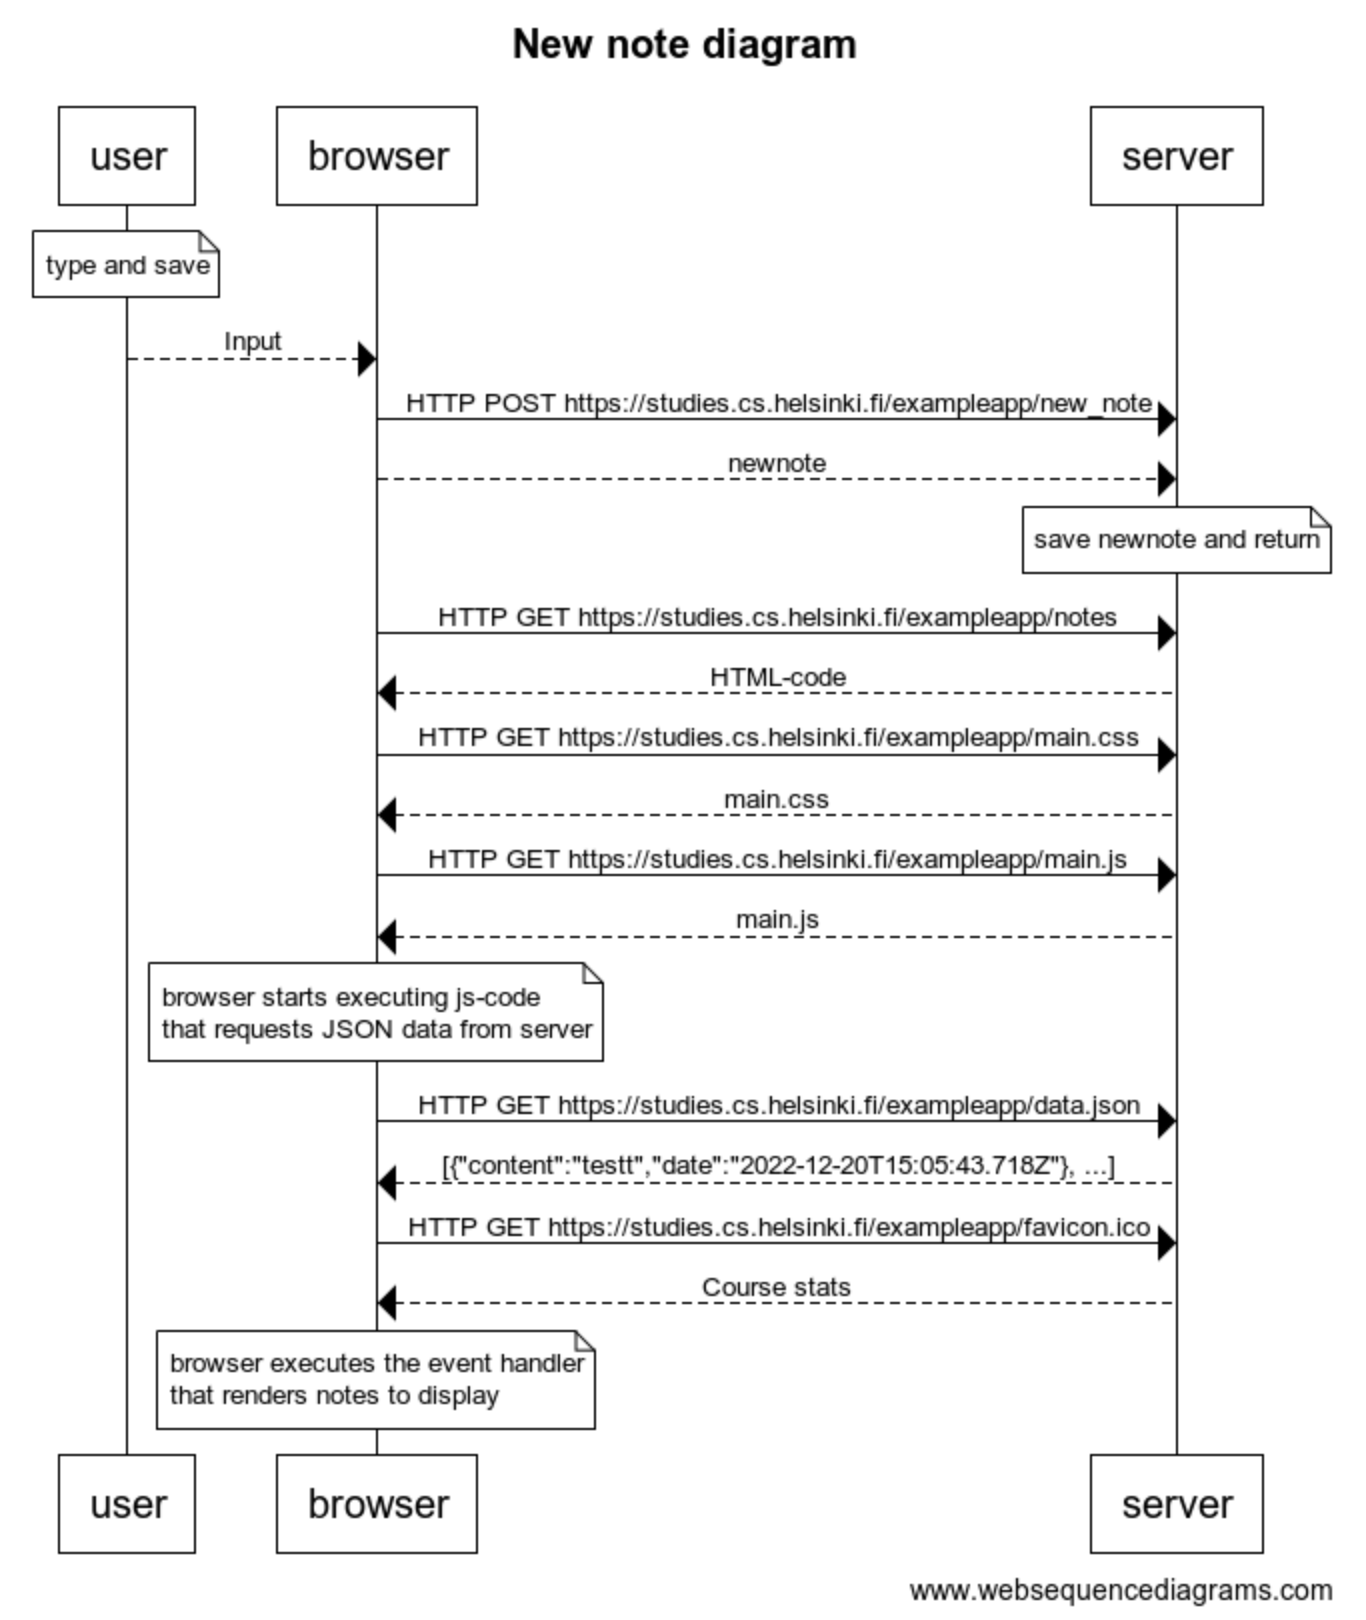 New note diagram
user
browser
server
type and save
Input
HTTP POST https://studies.cs.helsinki.fi/exampleapp/new_note
newnote
save newnote and return
HTTP GET https://studies.cs.helsinki.fi/exampleapp/notes
HTML-code
HTTP GET https://studies.cs.helsinki.fi/exampleapp/main.css
main.css
HTTP GET https://studies.cs.helsinki.fi/exampleapp/main.js
main.js
browser starts executing js-code
that requests JSON data from server
HTTP GET https://studies.cs.helsinki.fi/exampleapp/data.json
[{"content":"testt","date":"2022-12-20T15:05:43.718Z"}, ...]
HTTP GET https://studies.cs.helsinki.fi/exampleapp/favicon.ico
Course stats
browser executes the event handler
that renders notes to display
user
browser
server
www.websequencediagrams.com